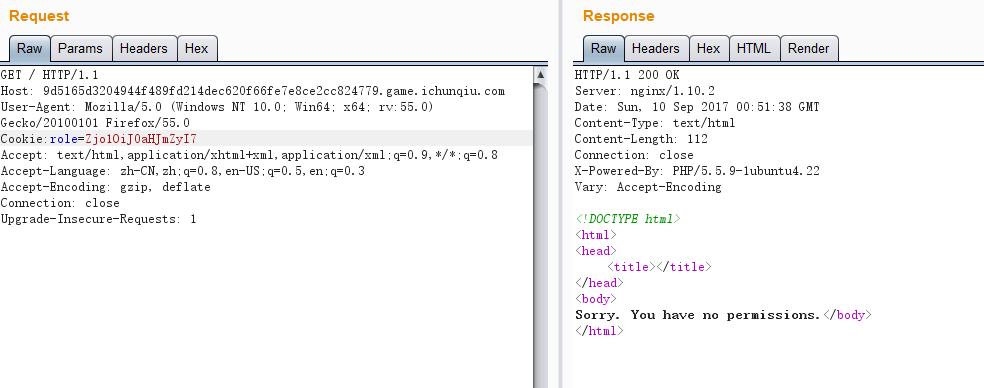 Request
Raw Params Headers Hex
GET / HTTP/1.1
Host: 9d5165d3204944f489fd214dec620f66fe7e8ce2cc824779.game.ichunqiu.com
User-Agent: Mozilla/5.0 (Windows NT 10.0; Win64; x64; rv:55.0)
Gecko/20100101 Firefox/55.0
Cookie:role=Zjo1OiJ0aHJmZyI7
Accept: text/html,application/xhtml+xml,application/xml;q=0.9,*/*;q=0.8
Accept-Language: zh-CN,zh;q=0.8,en-US;q=0.5,en;q=0.3
Accept-Encoding: gzip, deflate
Connection: close
Upgrade-Insecure-Requests: 1
Response
Raw Headers Hex HTML Render
HTTP/1.1 200 OK
Server: nginx/1.10.2
Date: Sun, 10 Sep 2017 00:51:38 GMT
Content-Type: text/html
Content-Length: 112
Connection: close
X-Powered-By: PHP/5.5.9-1ubuntu4.22
Vary: Accept-Encoding
<!DOCTYPE html>
<html>
<head>
<title></title>
</head>
<body>
Sorry. You have no permissions.</body>
</html>